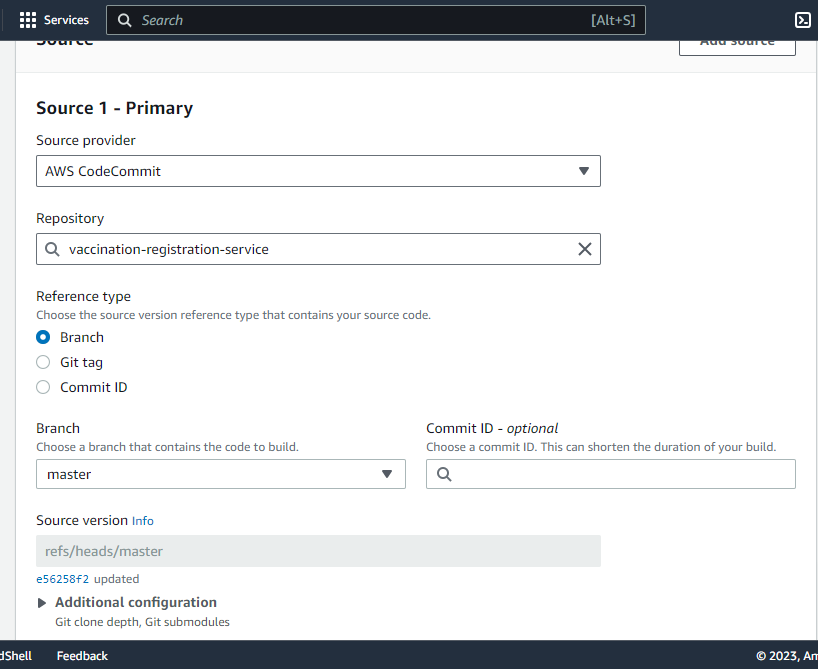 Services
Search [Alt+S]
Source
Add source
Source 1 - Primary
Source provider
AWS CodeCommit
Repository
vaccination-registration-service
Reference type
Choose the source version reference type that contains your source code.
Branch
Git tag
Commit ID
Branch
Choose a branch that contains the code to build.
master
Commit ID - optional
Choose a commit ID. This can shorten the duration of your build.
Source version Info
refs/heads/master
e56258f2 updated
Additional configuration
Git clone depth, Git submodules
dShell Feedback © 2023, Am